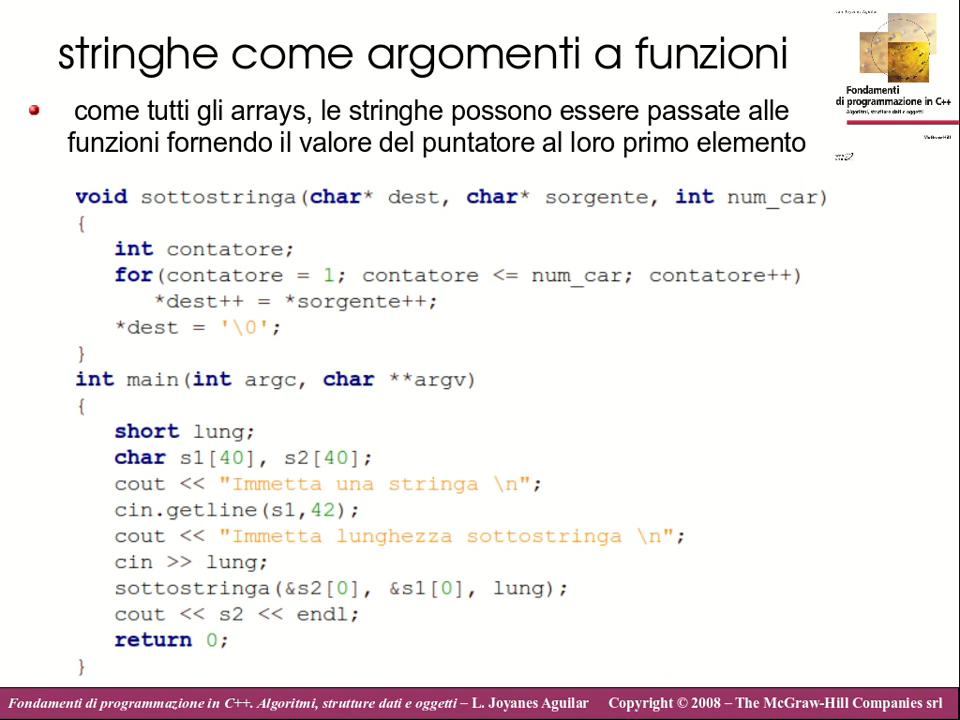 stringhe come argomenti a funzioni
come tutti gli arrays, le stringhe possono essere passate alle
funzioni fornendo il valore del puntatore al loro primo elemento
void sottostringa(char* dest, char* sorgente, int num_car)
{
int contatore;
for(contatore = 1; contatore <= num_car; contatore++)
*dest++ = *sorgente++;
*dest = '\0';
}
int main(int argc, char **argv)
{
short lung;
char s1[40], s2[40];
cout << "Immetta una stringa \n";
cin.getline(s1,42);
cout << "Immetta lunghezza sottostringa \n";
cin >> lung;
sottostringa(&s2[0], &s1[0], lung);
cout << s2 << endl;
return 0;
}
Fondamenti
di programmazione in C++
Algoritmi, strutture dati e oggetti
McGraw-Hill
Fondamenti di programmazione in C++. Algoritmi, strutture dati e oggetti – L. Joyanes Aguilar Copyright © 2008 – The McGraw-Hill Companies srl